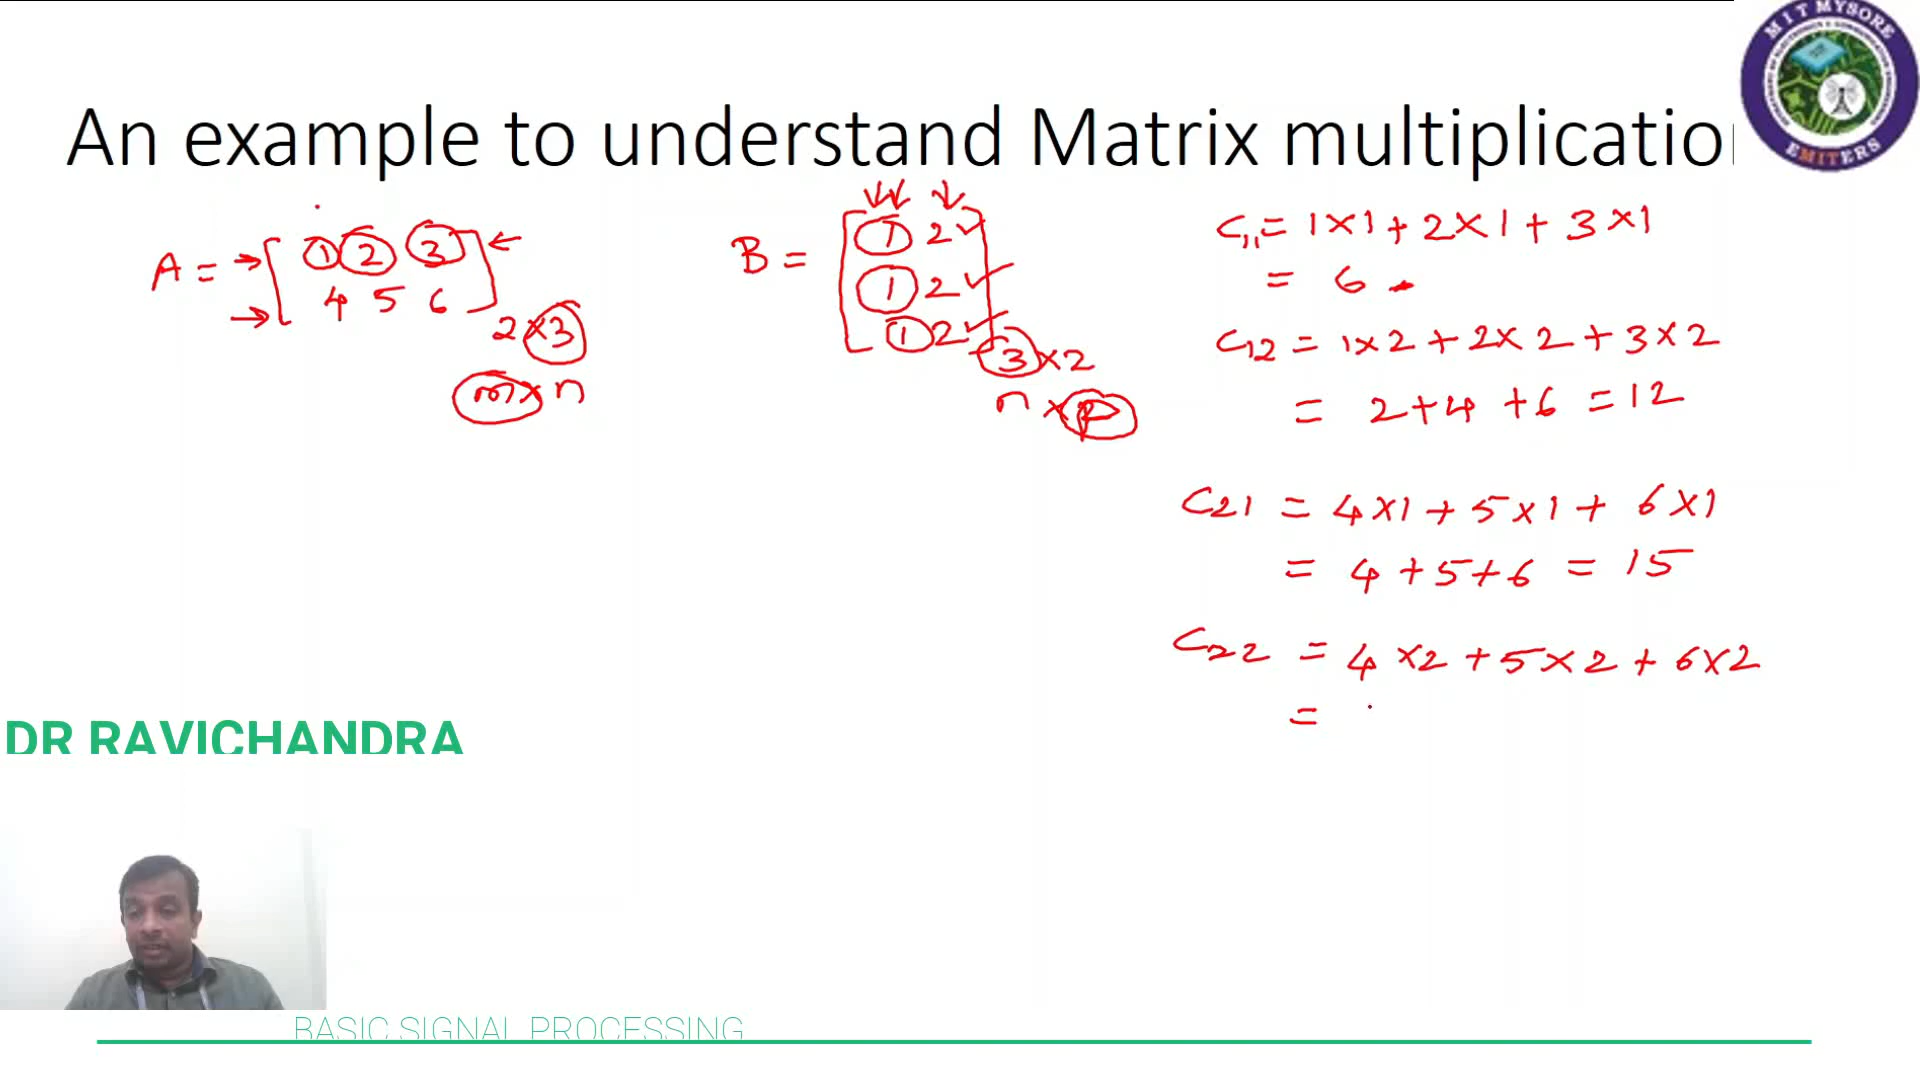 MIT MYSORE
EMITERS
An example to understand Matrix multiplicatio
A = [ 1 2 3
4 5 6 ] 2 × 3
m × n
B = [ 1 2
1 2
1 2 ] 3 × 2
n × p
C11 = 1×1 + 2×1 + 3×1
= 6
C12 = 1×2 + 2×2 + 3×2
= 2+4+6 = 12
C21 = 4×1 + 5×1 + 6×1
= 4+5+6 = 15
C22 = 4×2 + 5×2 + 6×2
=
DR RAVICHANDRA
BASIC SIGNAL PROCESSING